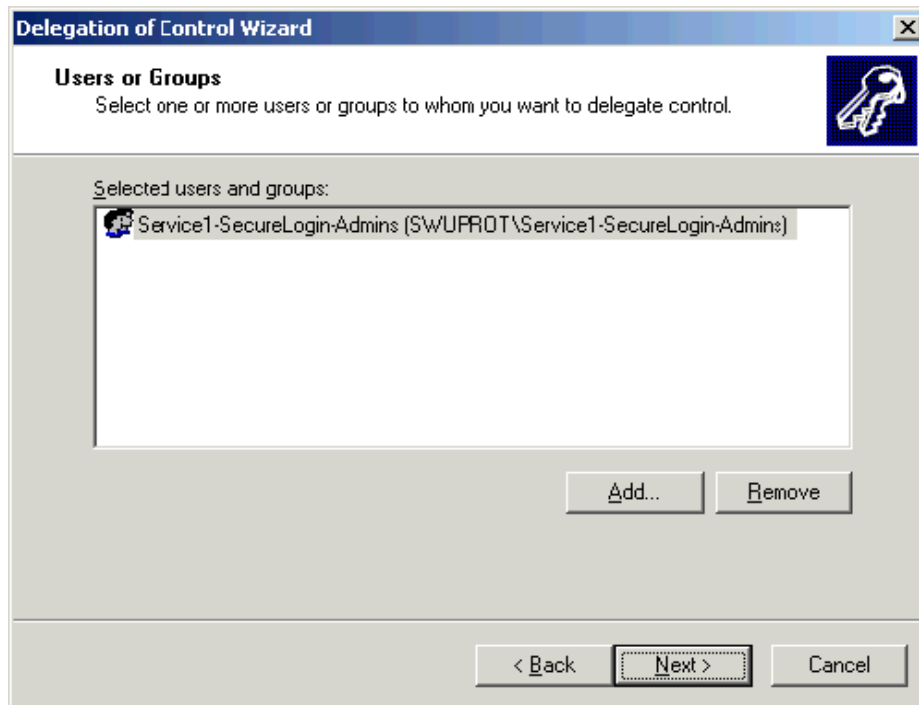 Delegation of Control Wizard
Users or Groups
Select one or more users or groups to whom you want to delegate control.
Selected users and groups:
Service1-SecureLogin-Admins (SWUPROT\Service1-SecureLogin-Admins)
Add...
Remove
< Back
Next >
Cancel